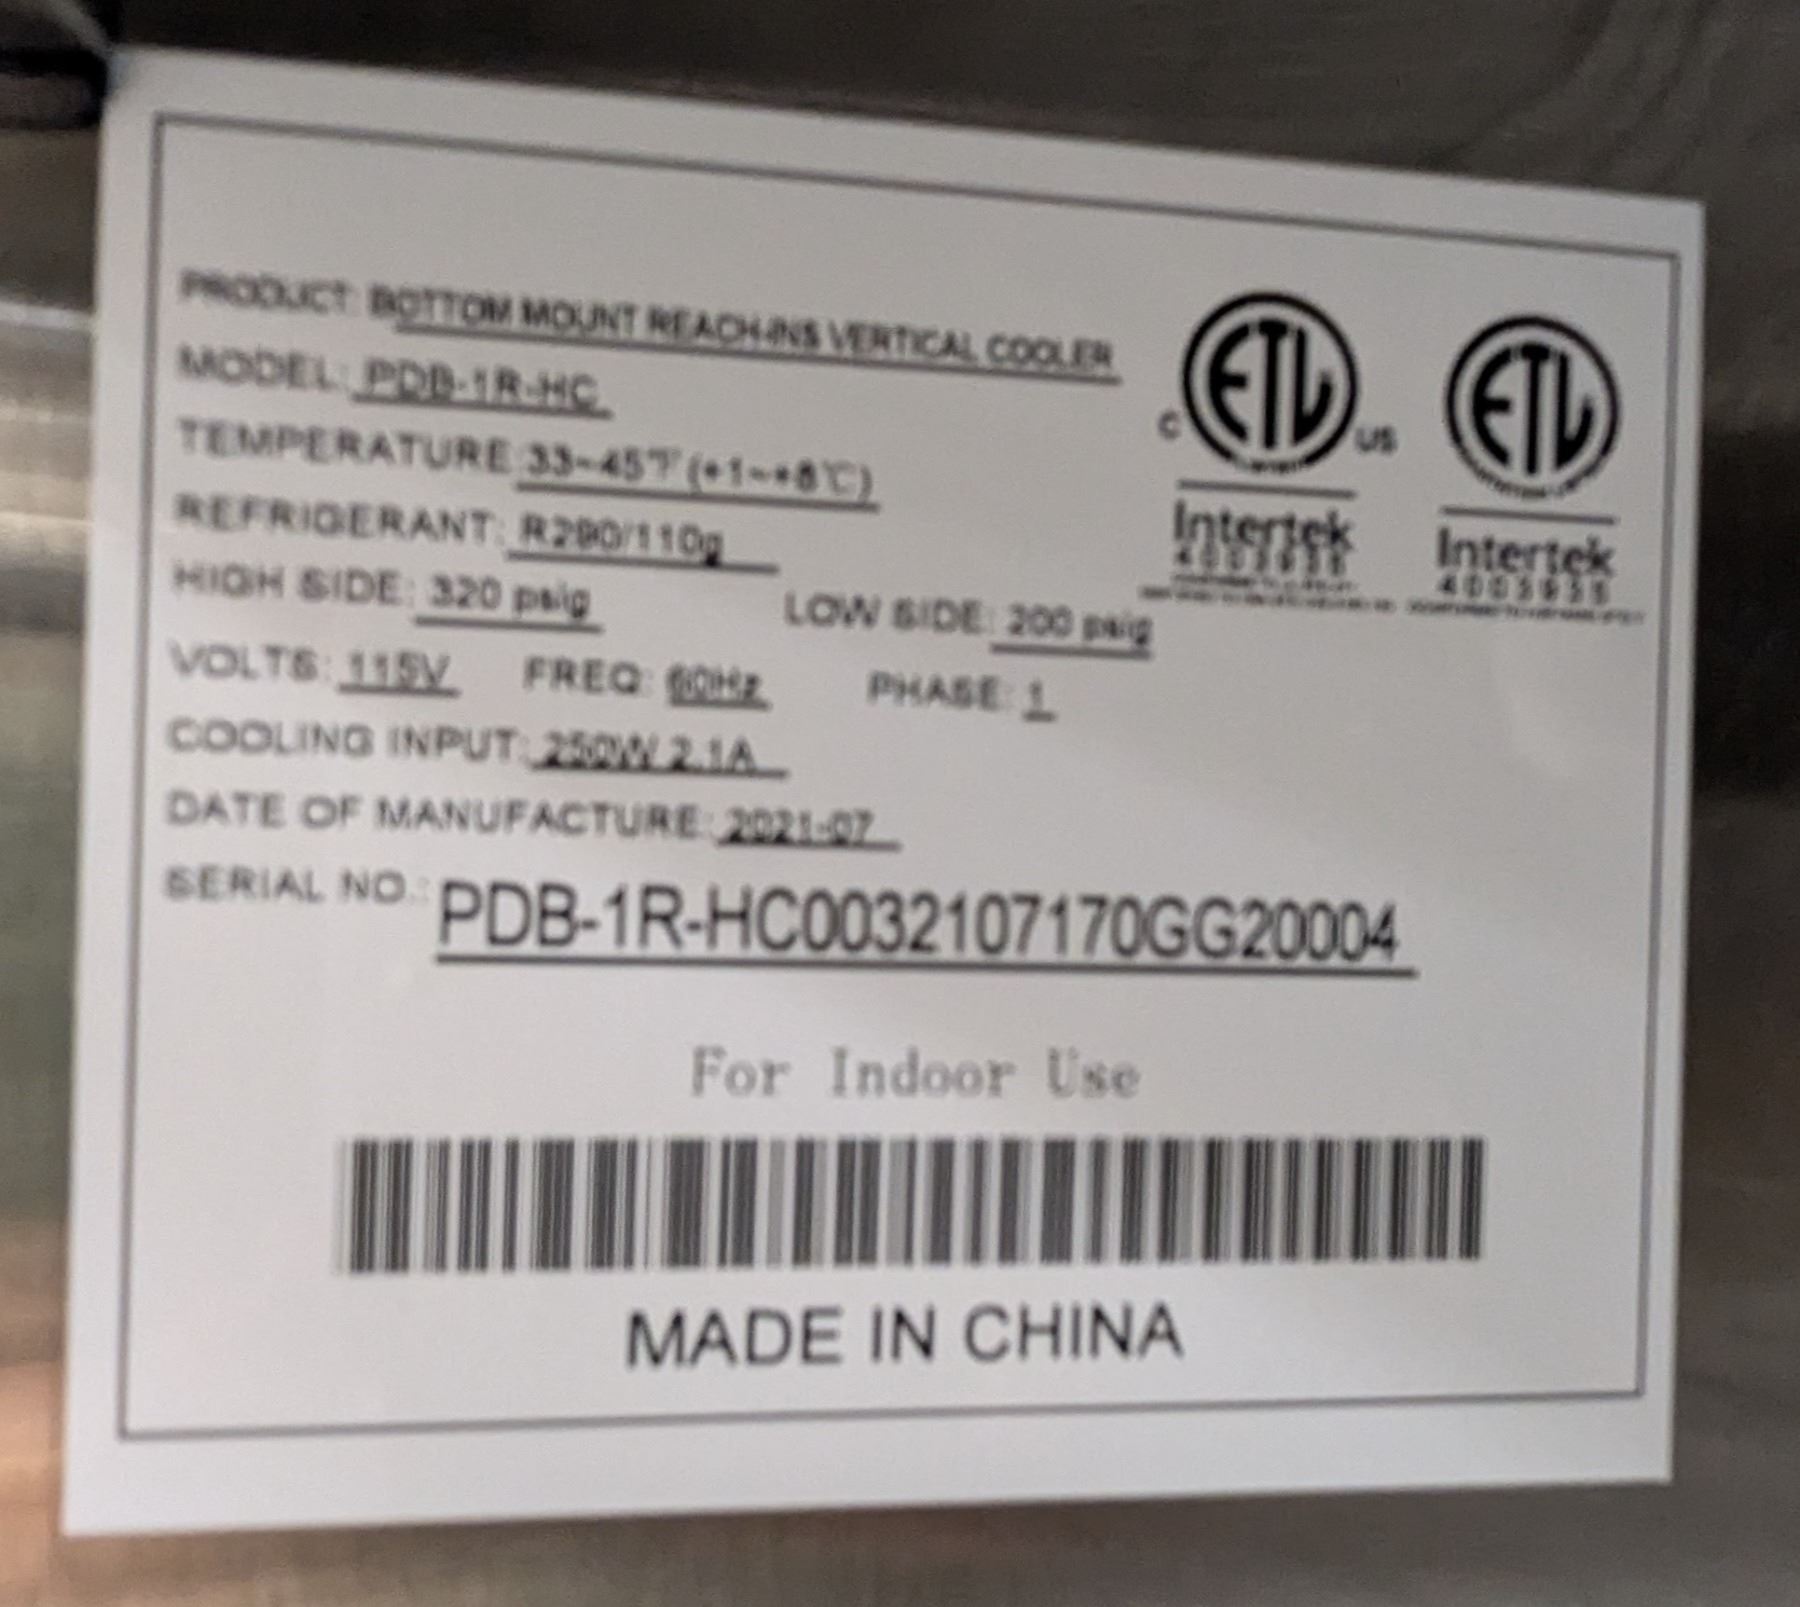 PRODUCT: BOTTOM MOUNT REACH-INS VERTICAL COOLER
MODEL: PDB-1R-HC
TEMPERATURE: 33~45℉ (+1~+8℃)
REFRIGERANT: R290/110g
HIGH SIDE: 320 psig LOW SIDE: 200 psig
VOLTS: 115V FREQ: 60Hz PHASE: 1
COOLING INPUT: 250W 2.1A
DATE OF MANUFACTURE: 2021-07
SERIAL NO.: PDB-1R-HC0032107170GG20004
C ETL US
Intertek
4003935
ETL
Intertek
4003935
For Indoor Use
MADE IN CHINA